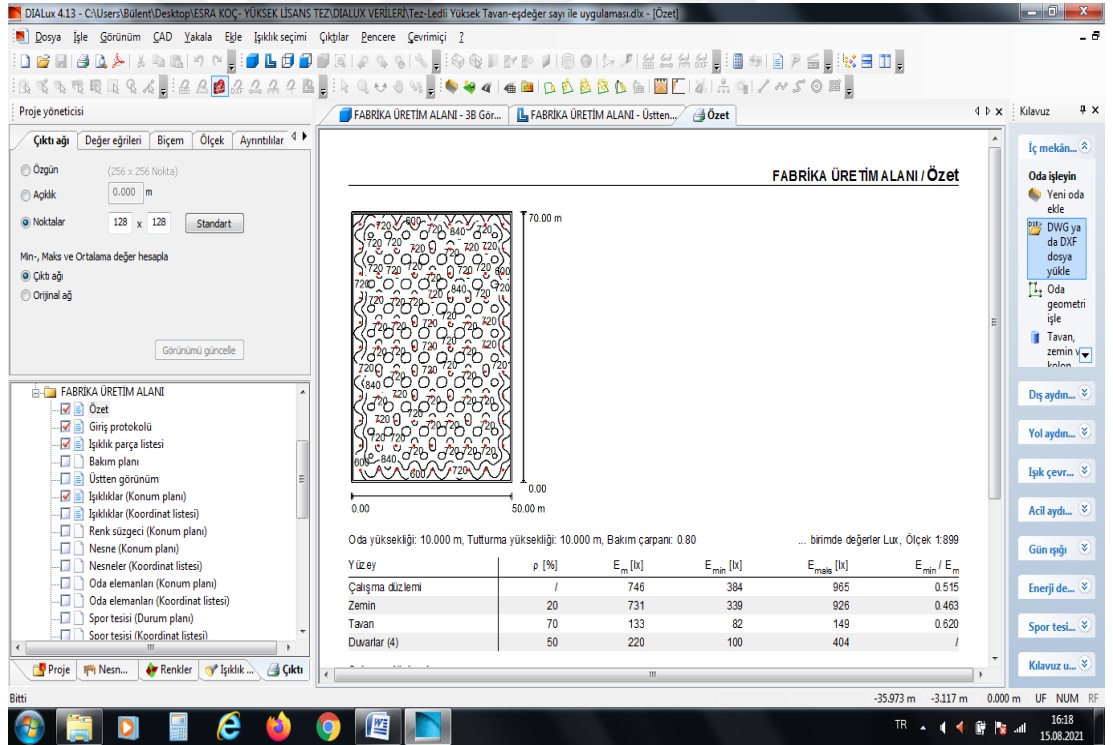 DIALux 4.13 - C:\Users\Bülent\Desktop\ESRA KOÇ- YÜKSEK LİSANS TEZ\DIALUX VERİLERİ\Tez-Ledli Yüksek Tavan-eşdeğer sayı ile uygulaması.dlx - [Özet]
Dosya İşle Görünüm CAD Yakala Ekle Işıklık seçimi Çıktılar Pencere Çevrimiçi ?
Proje yöneticisi
Çıktı ağı Değer eğrileri Biçem Ölçek Ayrıntılılar
Özgün (256 x 256 Nokta)
Açıklık 0.000 m
Noktalar 128 x 128 Standart
Min-, Maks ve Ortalama değer hesapla
Çıktı ağı
Orijinal ağ
Görünümü güncelle
FABRİKA ÜRETİM ALANI
Özet
Giriş protokolü
Işıklık parça listesi
Bakım planı
Üstten görünüm
Işıklıklar (Konum planı)
Işıklıklar (Koordinat listesi)
Renk süzgeci (Konum planı)
Nesne (Konum planı)
Nesneler (Koordinat listesi)
Oda elemanları (Konum planı)
Oda elemanları (Koordinat listesi)
Spor tesisi (Durum planı)
Spor tesisi (Koordinat listesi)
Proje Nesn... Renkler Işıklık ... Çıktı
FABRİKA ÜRETİM ALANI - 3B Gör... FABRİKA ÜRETİM ALANI - Üstten... Özet
FABRİKA ÜRETİM ALANI / Özet
70.00 m
0.00
0.00 50.00 m
Oda yüksekliği: 10.000 m, Tutturma yüksekliği: 10.000 m, Bakım çarpanı: 0.80 ... birimde değerler Lux, Ölçek 1:899
Yüzey ρ [%] Em [lx] Emin [lx] Emaks [lx] Emin / Em
Çalışma düzlemi / 746 384 965 0.515
Zemin 20 731 339 926 0.463
Tavan 70 133 82 149 0.620
Duvarlar (4) 50 220 100 404 /
Kılavuz
İç mekân...
Oda işleyin
Yeni oda
ekle
DWG ya
da DXF
dosya
yükle
Oda
geometri
işle
Tavan,
zemin v
kolon
Dış aydın...
Yol aydın...
Işık çevr...
Acil aydı...
Gün ışığı
Enerji de...
Spor tesi...
Kılavuz u...
Bitti -35.973 m -3.117 m 0.000 m UF NUM RF
TR 16:18
15.08.2021